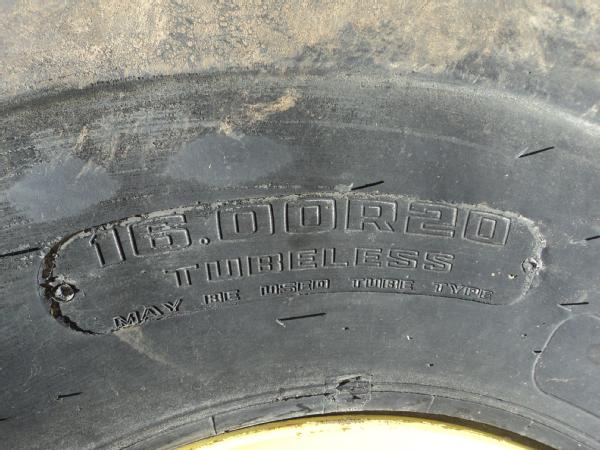 16.00R20
TUBELESS
MAY BE USED TUBE TYPE